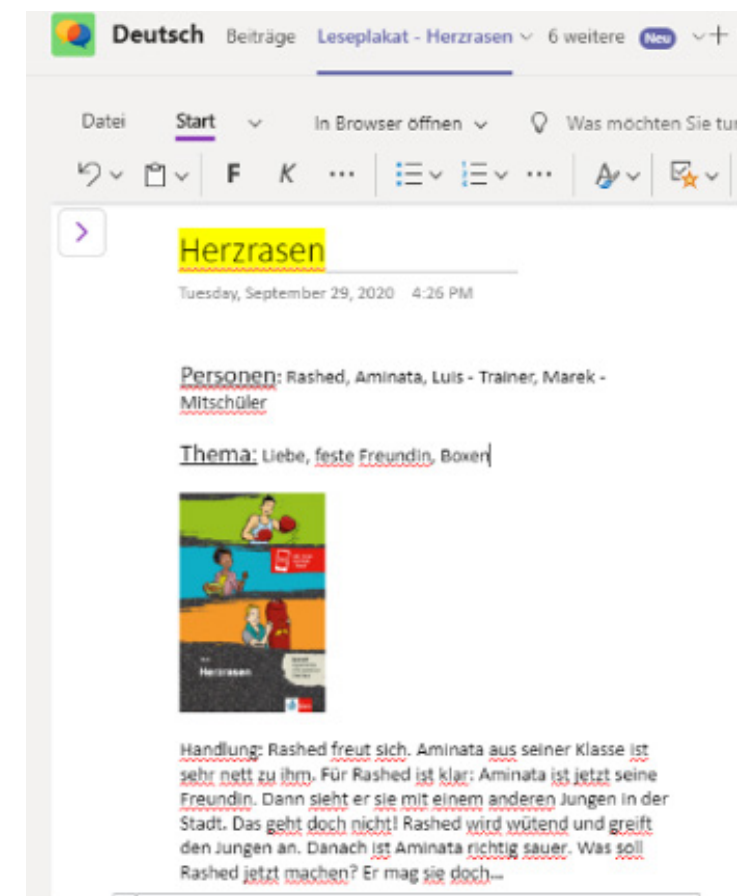 Deutsch Beiträge Leseplakat - Herzrasen 6 weitere Neu
Datei Start In Browser öffnen Was möchten Sie tun
F K ...
Herzrasen
Tuesday, September 29, 2020 4:26 PM
Personen: Rashed, Aminata, Luis - Trainer, Marek -
Mitschüler
Thema: Liebe, feste Freundin, Boxen
Herzrasen
Handlung: Rashed freut sich. Aminata aus seiner Klasse ist
sehr nett zu ihm. Für Rashed ist klar: Aminata ist jetzt seine
Freundin. Dann sieht er sie mit einem anderen Jungen in der
Stadt. Das geht doch nicht! Rashed wird wütend und greift
den Jungen an. Danach ist Aminata richtig sauer. Was soll
Rashed jetzt machen? Er mag sie doch...